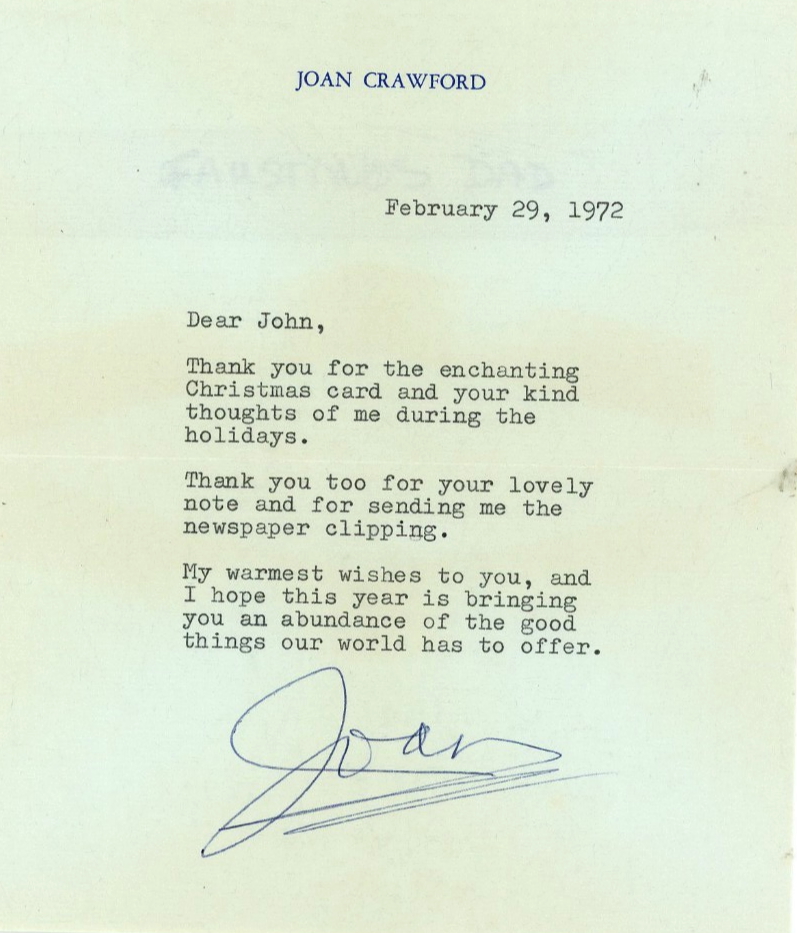 JOAN CRAWFORD
February 29, 1972
Dear John,
Thank you for the enchanting
Christmas card and your kind
thoughts of me during the
holidays.
Thank you too for your lovely
note and for sending me the
newspaper clipping.
My warmest wishes to you, and
I hope this year is bringing
you an abundance of the good
things our world has to offer.
Joan